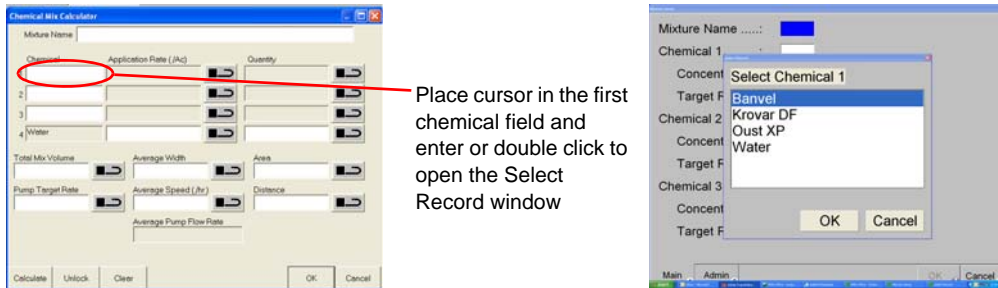 Chemical Mix Calculator
Mixture Name
Chemical Application Rate (./Ac) Quantity
2
3
4 Water
Total Mix Volume Average Width Area
Pump Target Rate Average Speed (./hr) Distance
Average Pump Flow Rate
Calculate Unlock Clear OK Cancel
Place cursor in the first
chemical field and
enter or double click to
open the Select
Record window
Mixture Name .....:
Chemical 1 :
Concent
Target R
Chemical 2
Concent
Target R
Chemical 3
Concent
Target R
Select Chemical 1
Banvel
Krovar DF
Oust XP
Water
OK Cancel
Main Admin OK Cancel